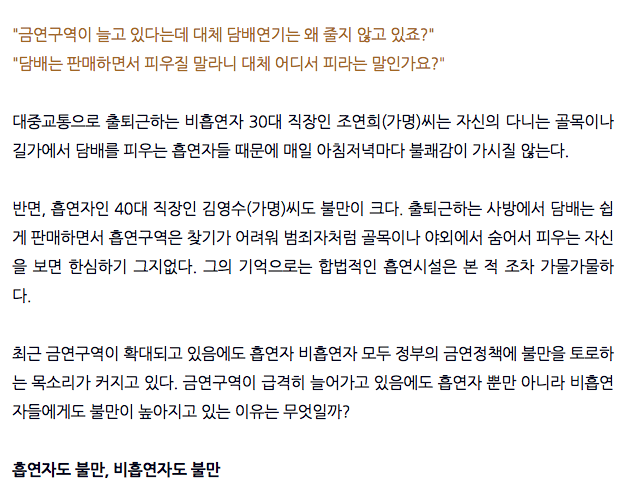 "금연구역이 늘고 있다는데 대체 담배연기는 왜 줄지 않고 있죠?"
"담배는 판매하면서 피우질 말라니 대체 어디서 피라는 말인가요?"
대중교통으로 출퇴근하는 비흡연자 30대 직장인 조연희(가명)씨는 자신의 다니는 골목이나
길가에서 담배를 피우는 흡연자들 때문에 매일 아침저녁마다 불쾌감이 가시질 않는다.
반면, 흡연자인 40대 직장인 김영수(가명)씨도 불만이 크다. 출퇴근하는 사방에서 담배는 쉽
게 판매하면서 흡연구역은 찾기가 어려워 범죄자처럼 골목이나 야외에서 숨어서 피우는 자신
을 보면 한심하기 그지없다. 그의 기억으로는 합법적인 흡연시설은 본 적 조차 가물가물하
다.
최근 금연구역이 확대되고 있음에도 흡연자 비흡연자 모두 정부의 금연정책에 불만을 토로하
는 목소리가 커지고 있다. 금연구역이 급격히 늘어가고 있음에도 흡연자 뿐만 아니라 비흡연
자들에게도 불만이 높아지고 있는 이유는 무엇일까?
흡연자도 불만, 비흡연자도 불만